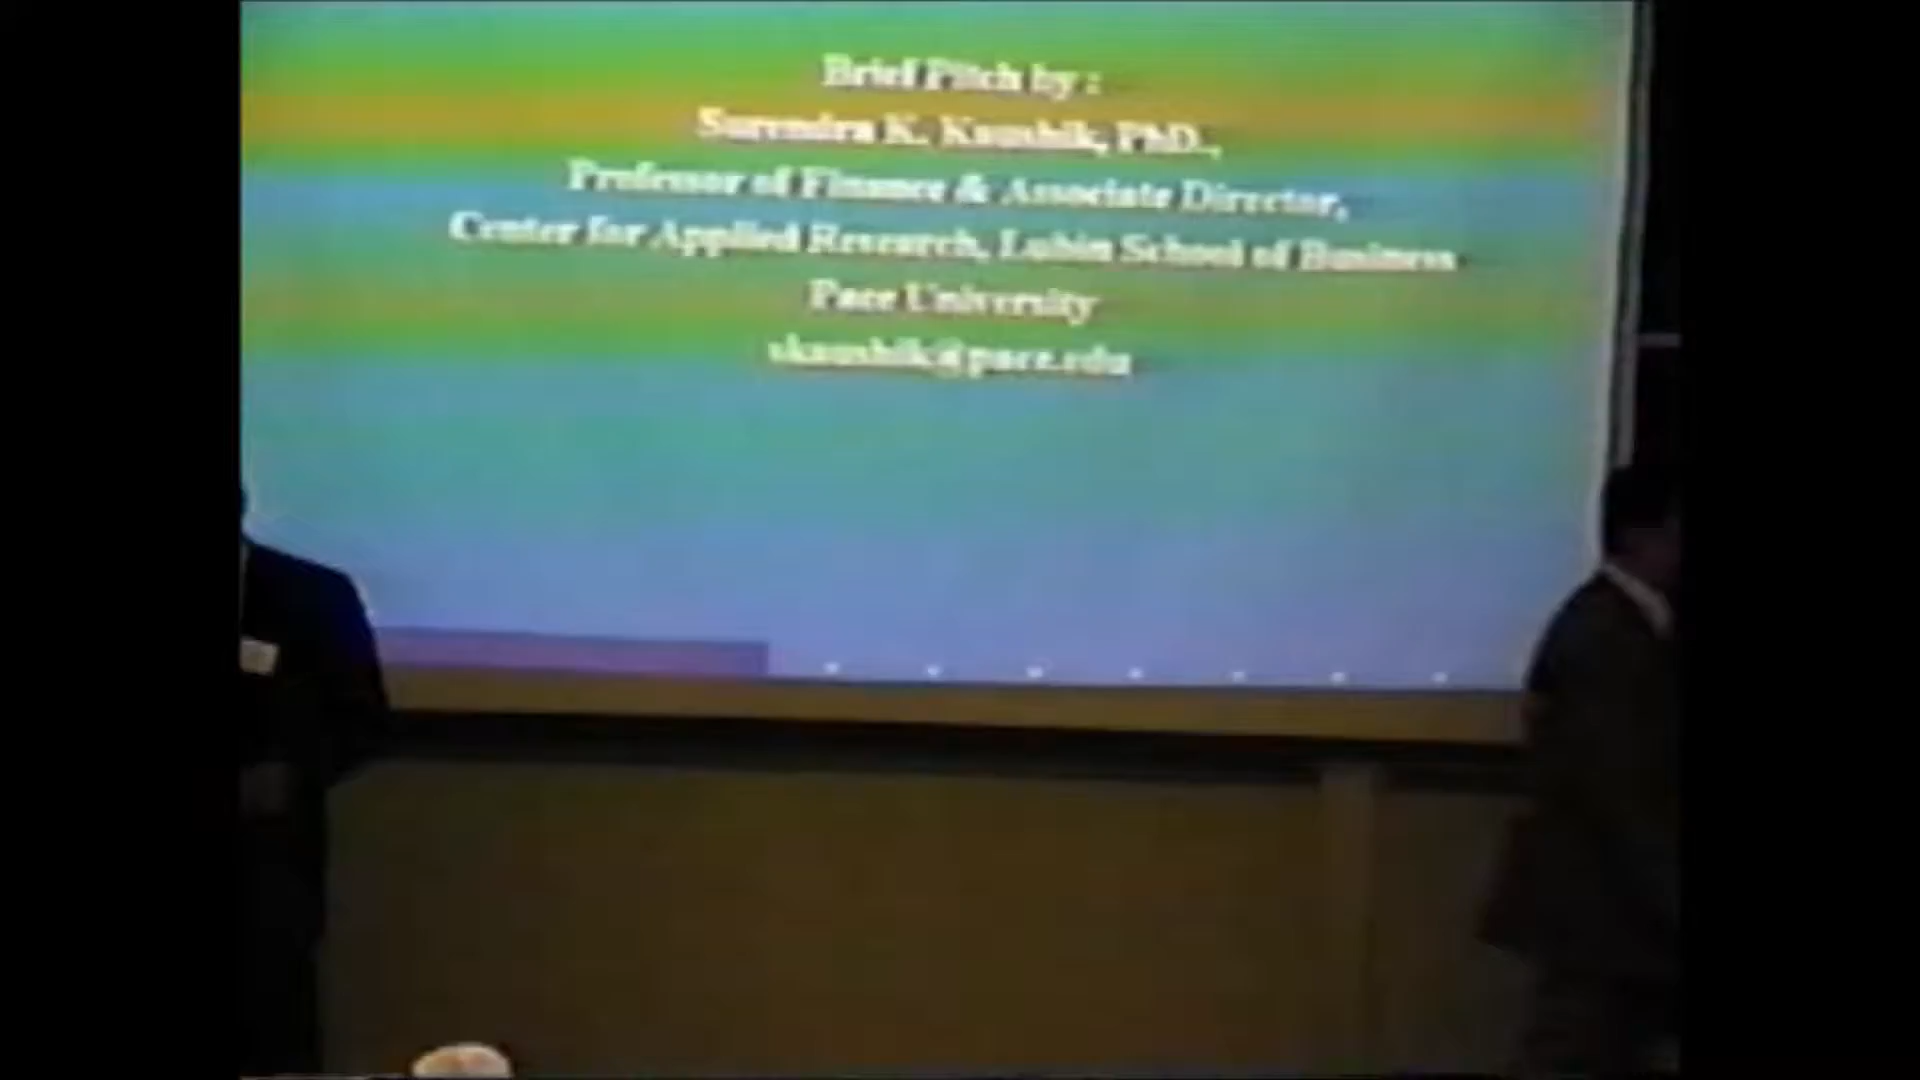 Brief Pitch by :
Surendra K. Kaushik, PhD.,
Professor of Finance & Associate Director,
Center for Applied Research, Lubin School of Business
Pace University
skaushik@pace.edu